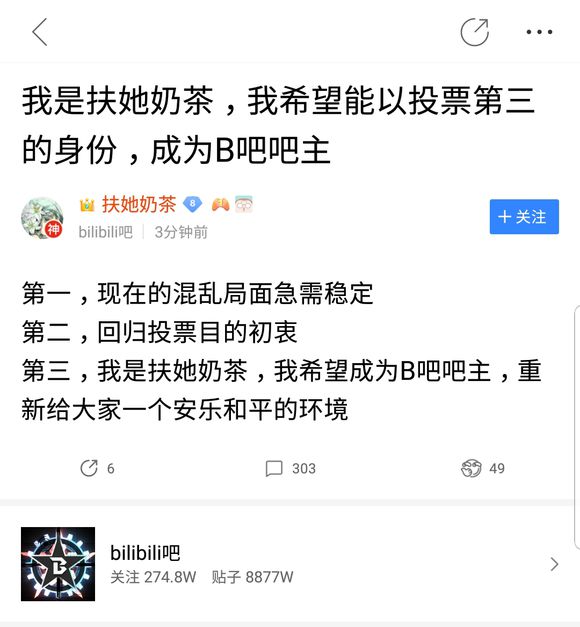 我是扶她奶茶，我希望能以投票第三
的身份，成为B吧吧主
扶她奶茶 8
神
bilibili吧 3分钟前
+ 关注
第一，现在的混乱局面急需稳定
第二，回归投票目的初衷
第三，我是扶她奶茶，我希望成为B吧吧主，重
新给大家一个安乐和平的环境
6 303 49
B
bilibili吧
关注 274.8W 贴子 8877W